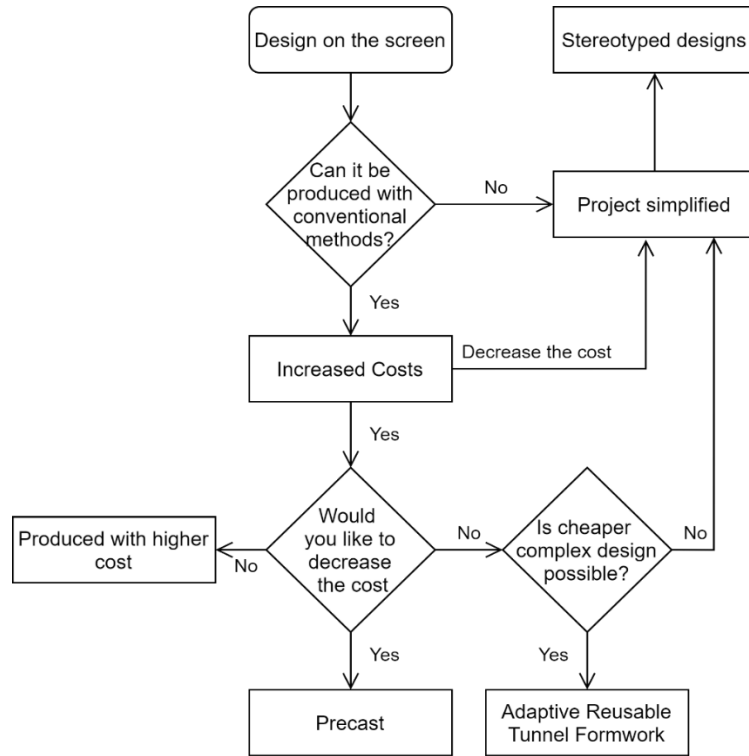 Design on the screen
Stereotyped designs
Can it be
produced with
conventional
methods?
No
Project simplified
Yes
Increased Costs
Decrease the cost
Yes
Produced with higher
cost
No
Would
you like to
decrease
the cost
No
Is cheaper
complex design
possible?
No
Yes
Precast
Yes
Adaptive Reusable
Tunnel Formwork